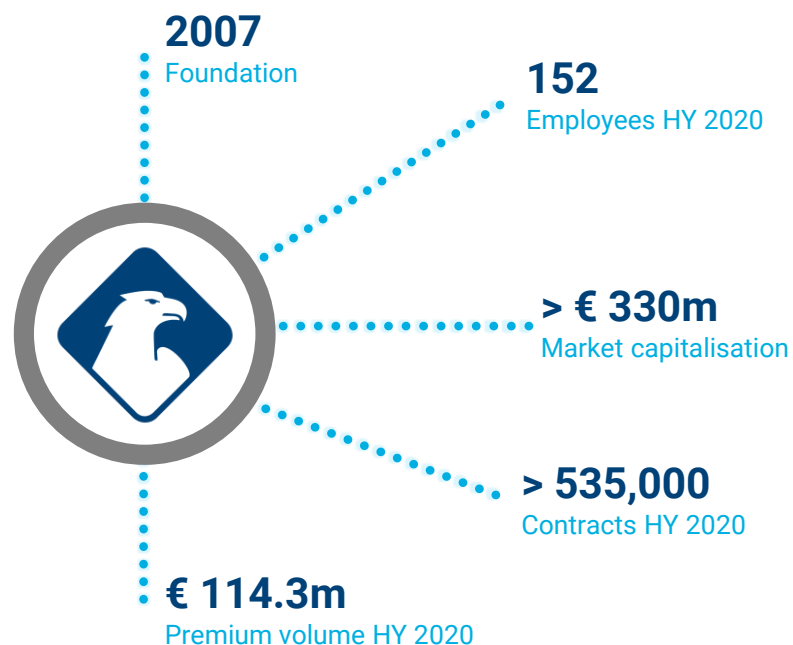 2007
Foundation
152
Employees HY 2020
> € 330m
Market capitalisation
> 535,000
Contracts HY 2020
€ 114.3m
Premium volume HY 2020